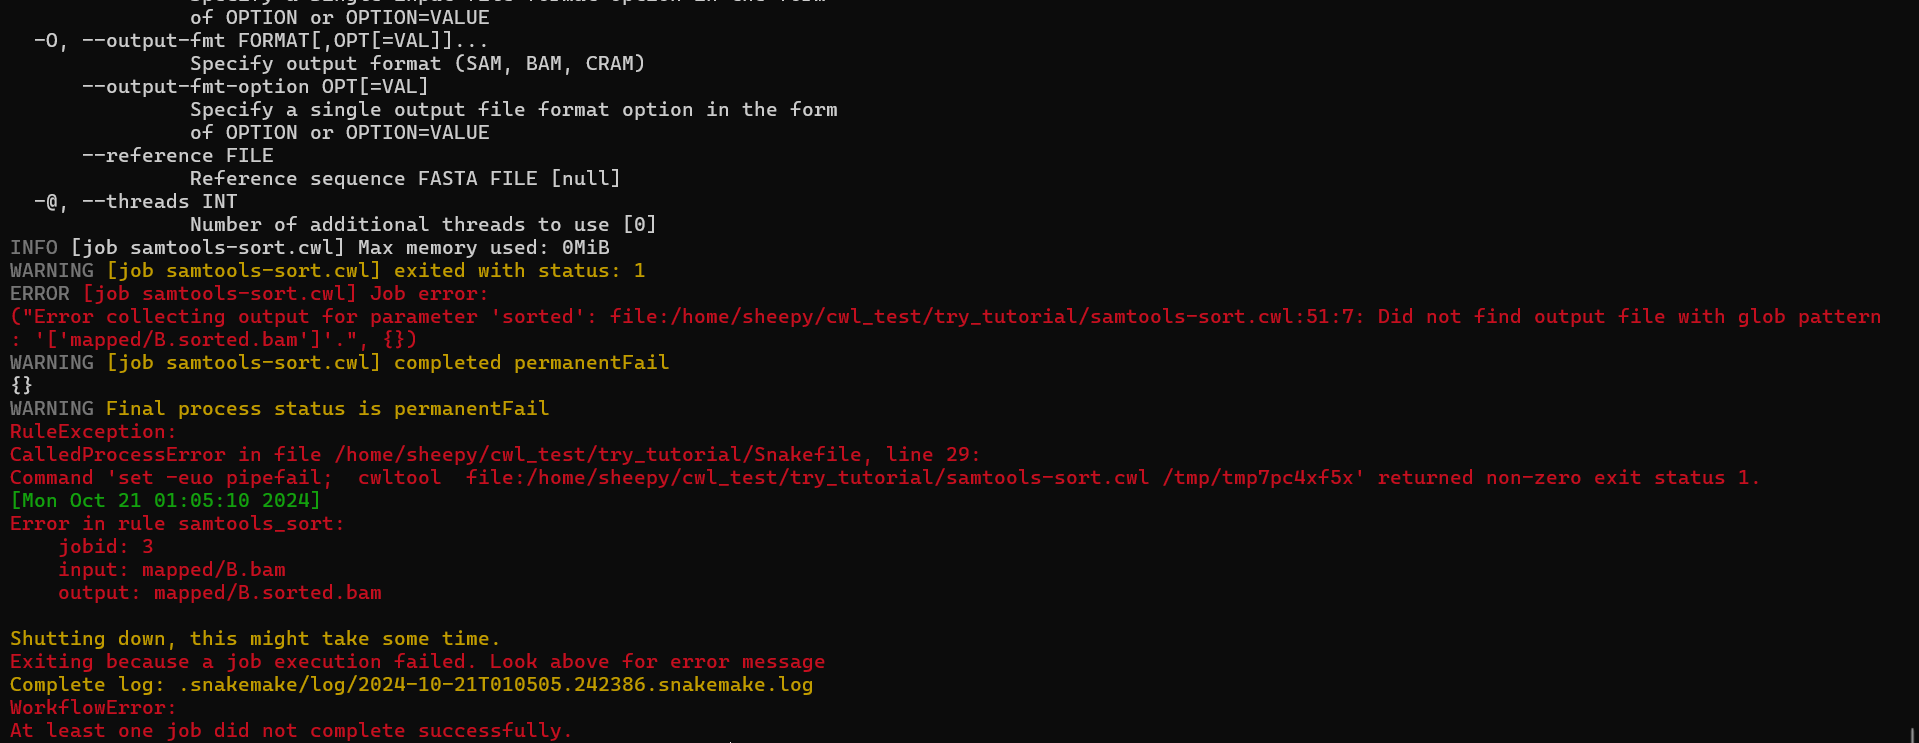 Specify a single input file format option in the form
of OPTION or OPTION=VALUE
-O, --output-fmt FORMAT[,OPT[=VAL]]...
Specify output format (SAM, BAM, CRAM)
--output-fmt-option OPT[=VAL]
Specify a single output file format option in the form
of OPTION or OPTION=VALUE
--reference FILE
Reference sequence FASTA FILE [null]
-@, --threads INT
Number of additional threads to use [0]
INFO [job samtools-sort.cwl] Max memory used: 0MiB
WARNING [job samtools-sort.cwl] exited with status: 1
ERROR [job samtools-sort.cwl] Job error:
("Error collecting output for parameter 'sorted': file:/home/sheepy/cwl_test/try_tutorial/samtools-sort.cwl:51:7: Did not find output file with glob pattern
: '['mapped/B.sorted.bam']'.", {})
WARNING [job samtools-sort.cwl] completed permanentFail
{}
WARNING Final process status is permanentFail
RuleException:
CalledProcessError in file /home/sheepy/cwl_test/try_tutorial/Snakefile, line 29:
Command 'set -euo pipefail;  cwltool  file:/home/sheepy/cwl_test/try_tutorial/samtools-sort.cwl /tmp/tmp7pc4xf5x' returned non-zero exit status 1.
[Mon Oct 21 01:05:10 2024]
Error in rule samtools_sort:
jobid: 3
input: mapped/B.bam
output: mapped/B.sorted.bam
Shutting down, this might take some time.
Exiting because a job execution failed. Look above for error message
Complete log: .snakemake/log/2024-10-21T010505.242386.snakemake.log
WorkflowError:
At least one job did not complete successfully.